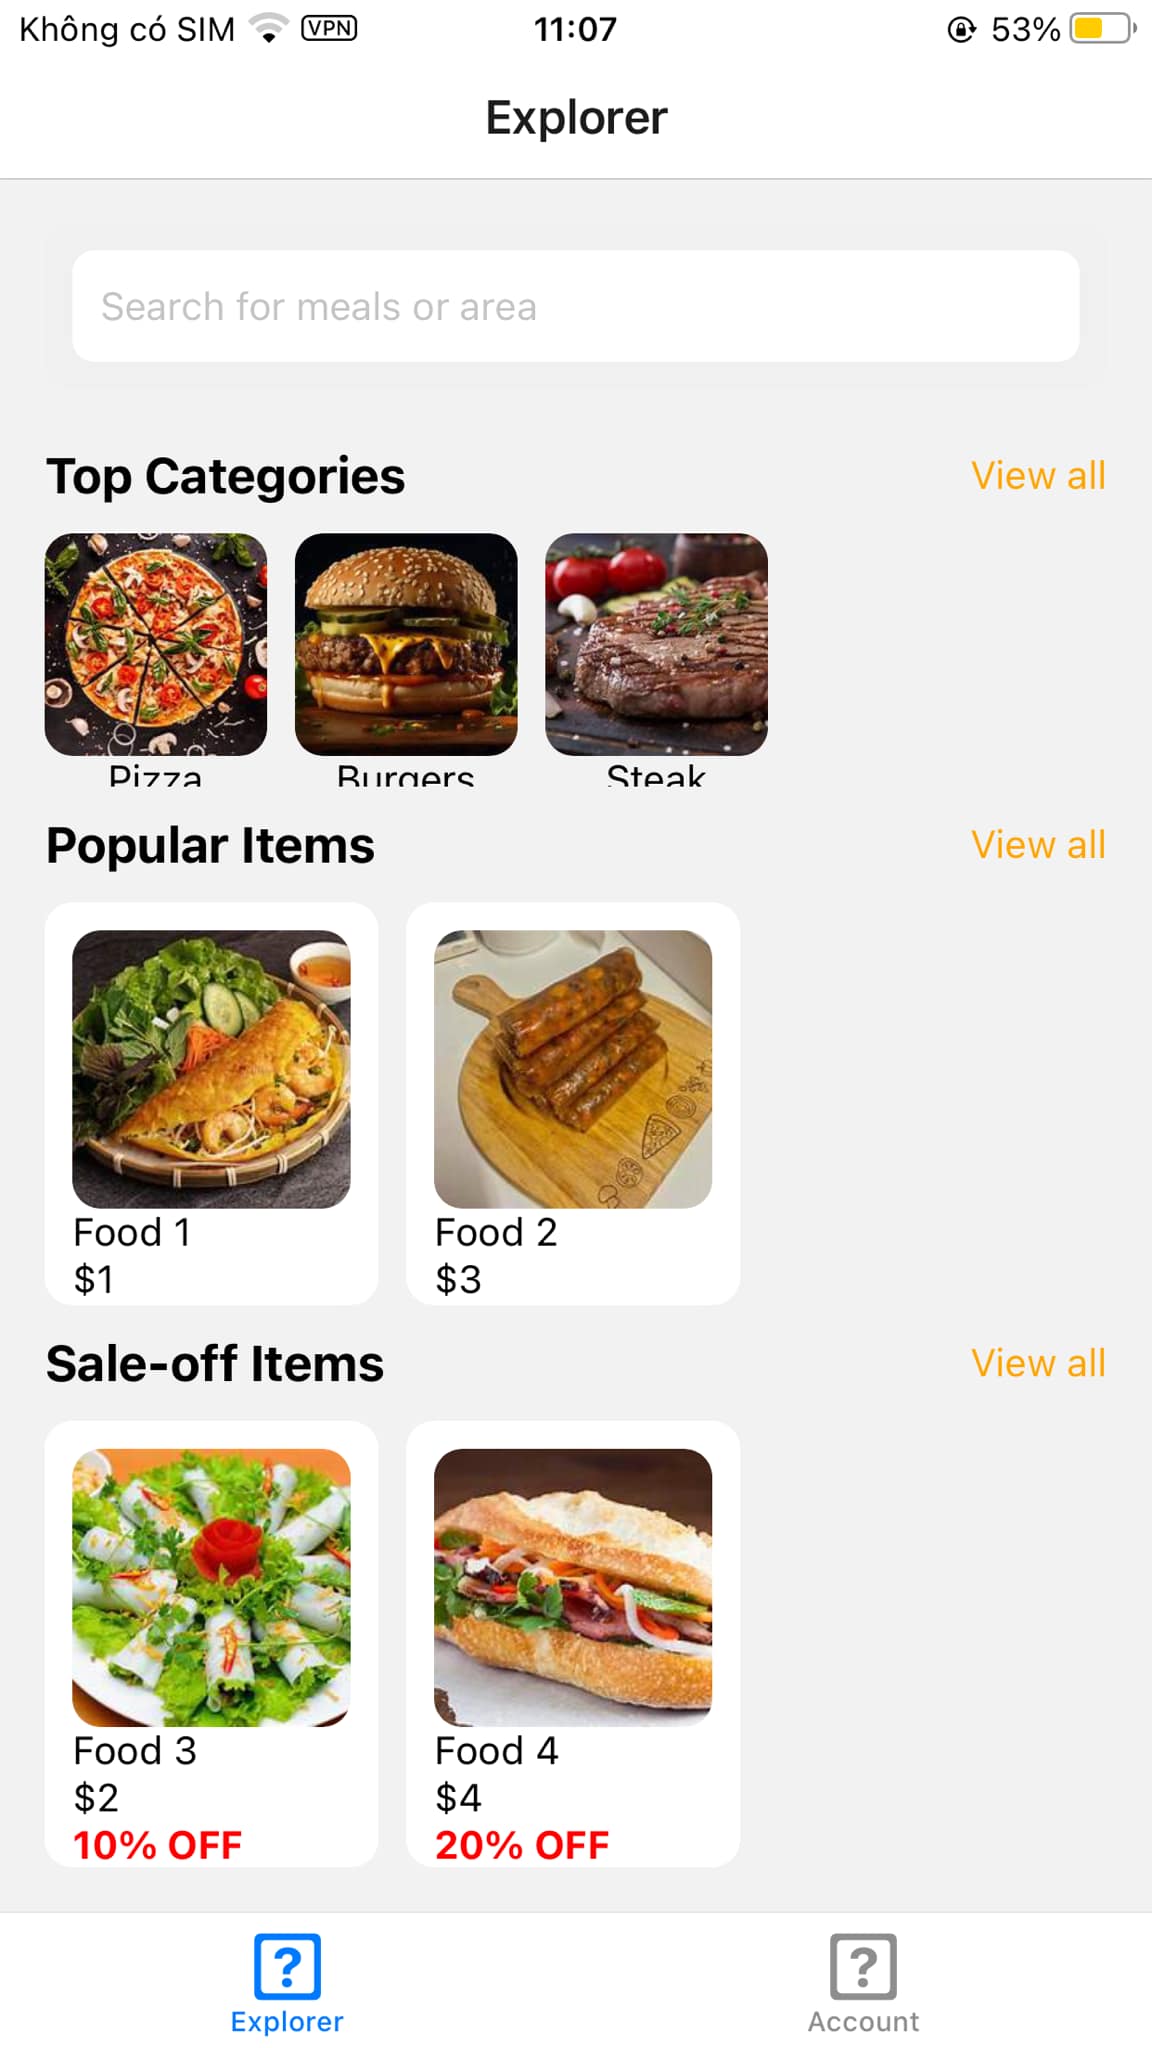 Không có SIM VPN 11:07 53%
Explorer
Search for meals or area
Top Categories View all
Pizza Burgers Steak
Popular Items View all
Food 1 Food 2
$1 $3
Sale-off Items View all
Food 3 Food 4
$2 $4
10% OFF 20% OFF
? ?
Explorer Account